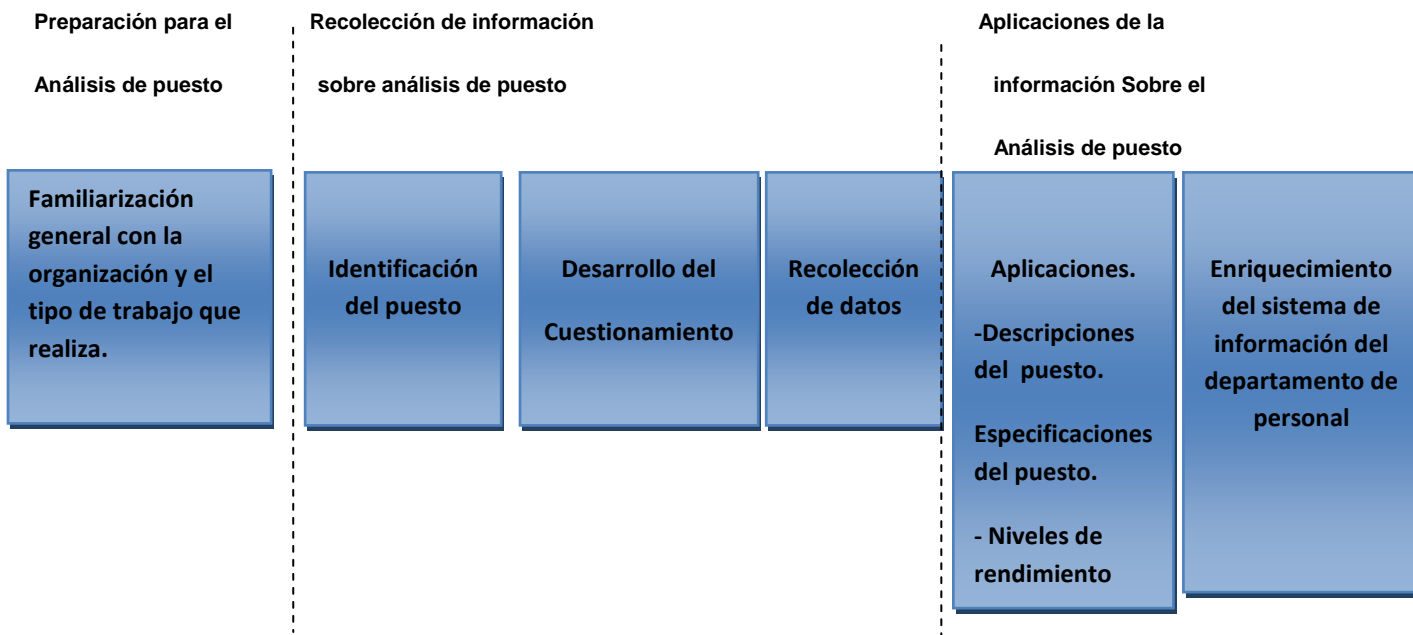 Preparación para el
Análisis de puesto
Recolección de información
sobre análisis de puesto
Aplicaciones de la
información Sobre el
Análisis de puesto
Familiarización
general con la
organización y el
tipo de trabajo que
realiza.
Identificación
del puesto
Desarrollo del
Cuestionamiento
Recolección
de datos
Aplicaciones.
-Descripciones
del puesto.
Especificaciones
del puesto.
- Niveles de
rendimiento
Enriquecimiento
del sistema de
información del
departamento de
personal